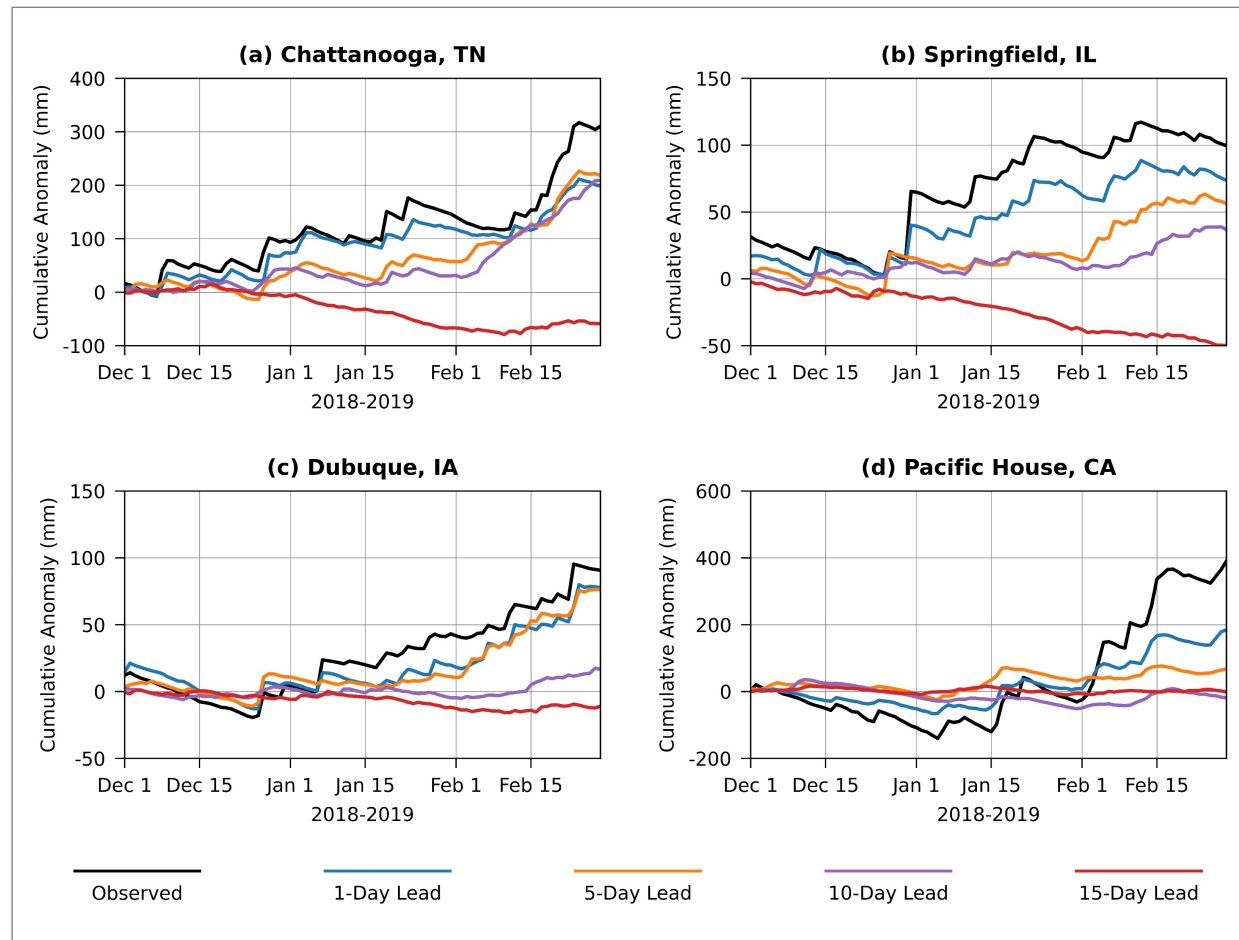 (a) Chattanooga, TN
Cumulative Anomaly (mm)
400
300
200
100
0
-100
Dec 1 Dec 15 Jan 1 Jan 15 Feb 1 Feb 15
2018-2019
(b) Springfield, IL
Cumulative Anomaly (mm)
150
100
50
0
-50
Dec 1 Dec 15 Jan 1 Jan 15 Feb 1 Feb 15
2018-2019
(c) Dubuque, IA
Cumulative Anomaly (mm)
150
100
50
0
-50
Dec 1 Dec 15 Jan 1 Jan 15 Feb 1 Feb 15
2018-2019
(d) Pacific House, CA
Cumulative Anomaly (mm)
600
400
200
0
-200
Dec 1 Dec 15 Jan 1 Jan 15 Feb 1 Feb 15
2018-2019
Observed 1-Day Lead 5-Day Lead 10-Day Lead 15-Day Lead